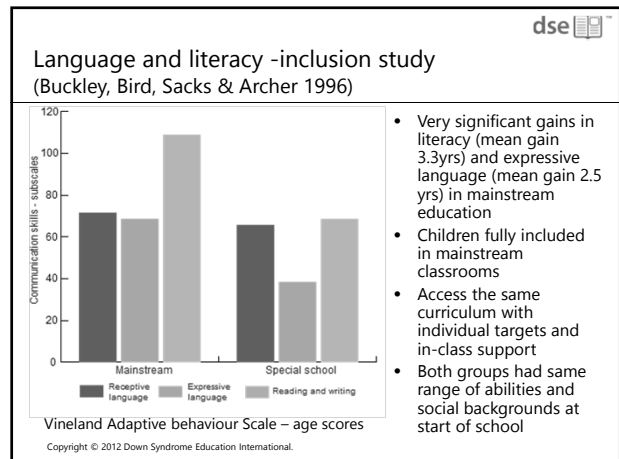 dse
Language and literacy -inclusion study
(Buckley, Bird, Sacks & Archer 1996)
Communication skills - subscales
120
100
80
60
40
20
0
Mainstream
Special school
Receptive
language
Expressive
language
Reading and writing
Vineland Adaptive behaviour Scale – age scores
• Very significant gains in
literacy (mean gain
3.3yrs) and expressive
language (mean gain 2.5
yrs) in mainstream
education
• Children fully included
in mainstream
classrooms
• Access the same
curriculum with
individual targets and
in-class support
• Both groups had same
range of abilities and
social backgrounds at
start of school
Copyright © 2012 Down Syndrome Education International.